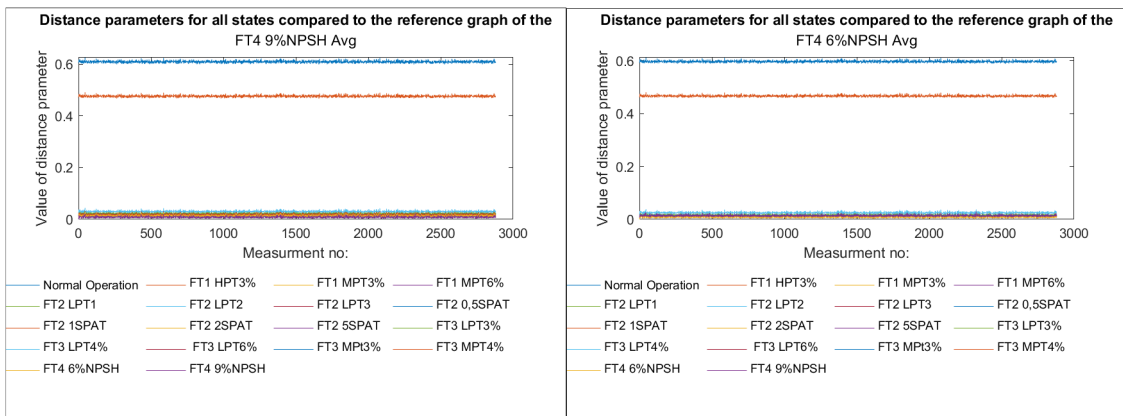 Distance parameters for all states compared to the reference graph of the
FT4 9%NPSH Avg
Value of distance prameter
0.6
0.4
0.2
0
0 500 1000 1500 2000 2500 3000
Measurment no:
Normal Operation FT1 HPT3% FT1 MPT3% FT1 MPT6%
FT2 LPT1 FT2 LPT2 FT2 LPT3 FT2 0,5SPAT
FT2 1SPAT FT2 2SPAT FT2 5SPAT FT3 LPT3%
FT3 LPT4% FT3 LPT6% FT3 MPt3% FT3 MPT4%
FT4 6%NPSH FT4 9%NPSH
Distance parameters for all states compared to the reference graph of the
FT4 6%NPSH Avg
Value of distance prameter
0.6
0.4
0.2
0
0 500 1000 1500 2000 2500 3000
Measurment no:
Normal Operation FT1 HPT3% FT1 MPT3% FT1 MPT6%
FT2 LPT1 FT2 LPT2 FT2 LPT3 FT2 0,5SPAT
FT2 1SPAT FT2 2SPAT FT2 5SPAT FT3 LPT3%
FT3 LPT4% FT3 LPT6% FT3 MPt3% FT3 MPT4%
FT4 6%NPSH FT4 9%NPSH